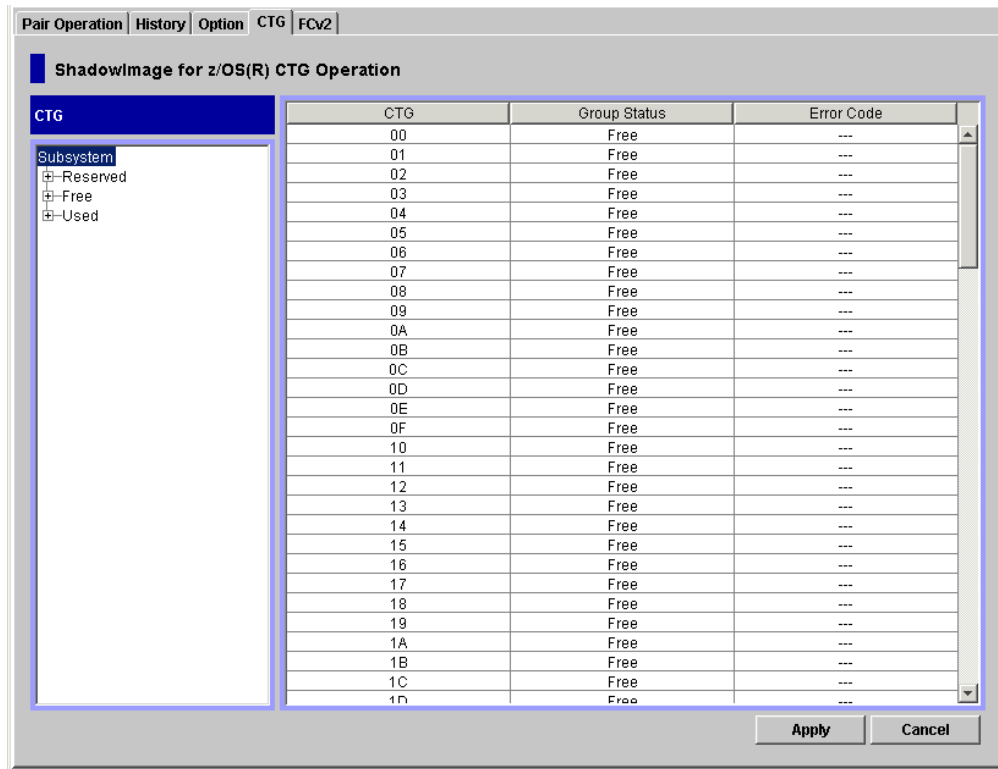 Pair Operation History Option CTG FCv2
ShadowImage for z/OS(R) CTG Operation
CTG
Subsystem
Reserved
Free
Used
CTG Group Status Error Code
00 Free ---
01 Free ---
02 Free ---
03 Free ---
04 Free ---
05 Free ---
06 Free ---
07 Free ---
08 Free ---
09 Free ---
0A Free ---
0B Free ---
0C Free ---
0D Free ---
0E Free ---
0F Free ---
10 Free ---
11 Free ---
12 Free ---
13 Free ---
14 Free ---
15 Free ---
16 Free ---
17 Free ---
18 Free ---
19 Free ---
1A Free ---
1B Free ---
1C Free ---
1D Free ---
Apply Cancel